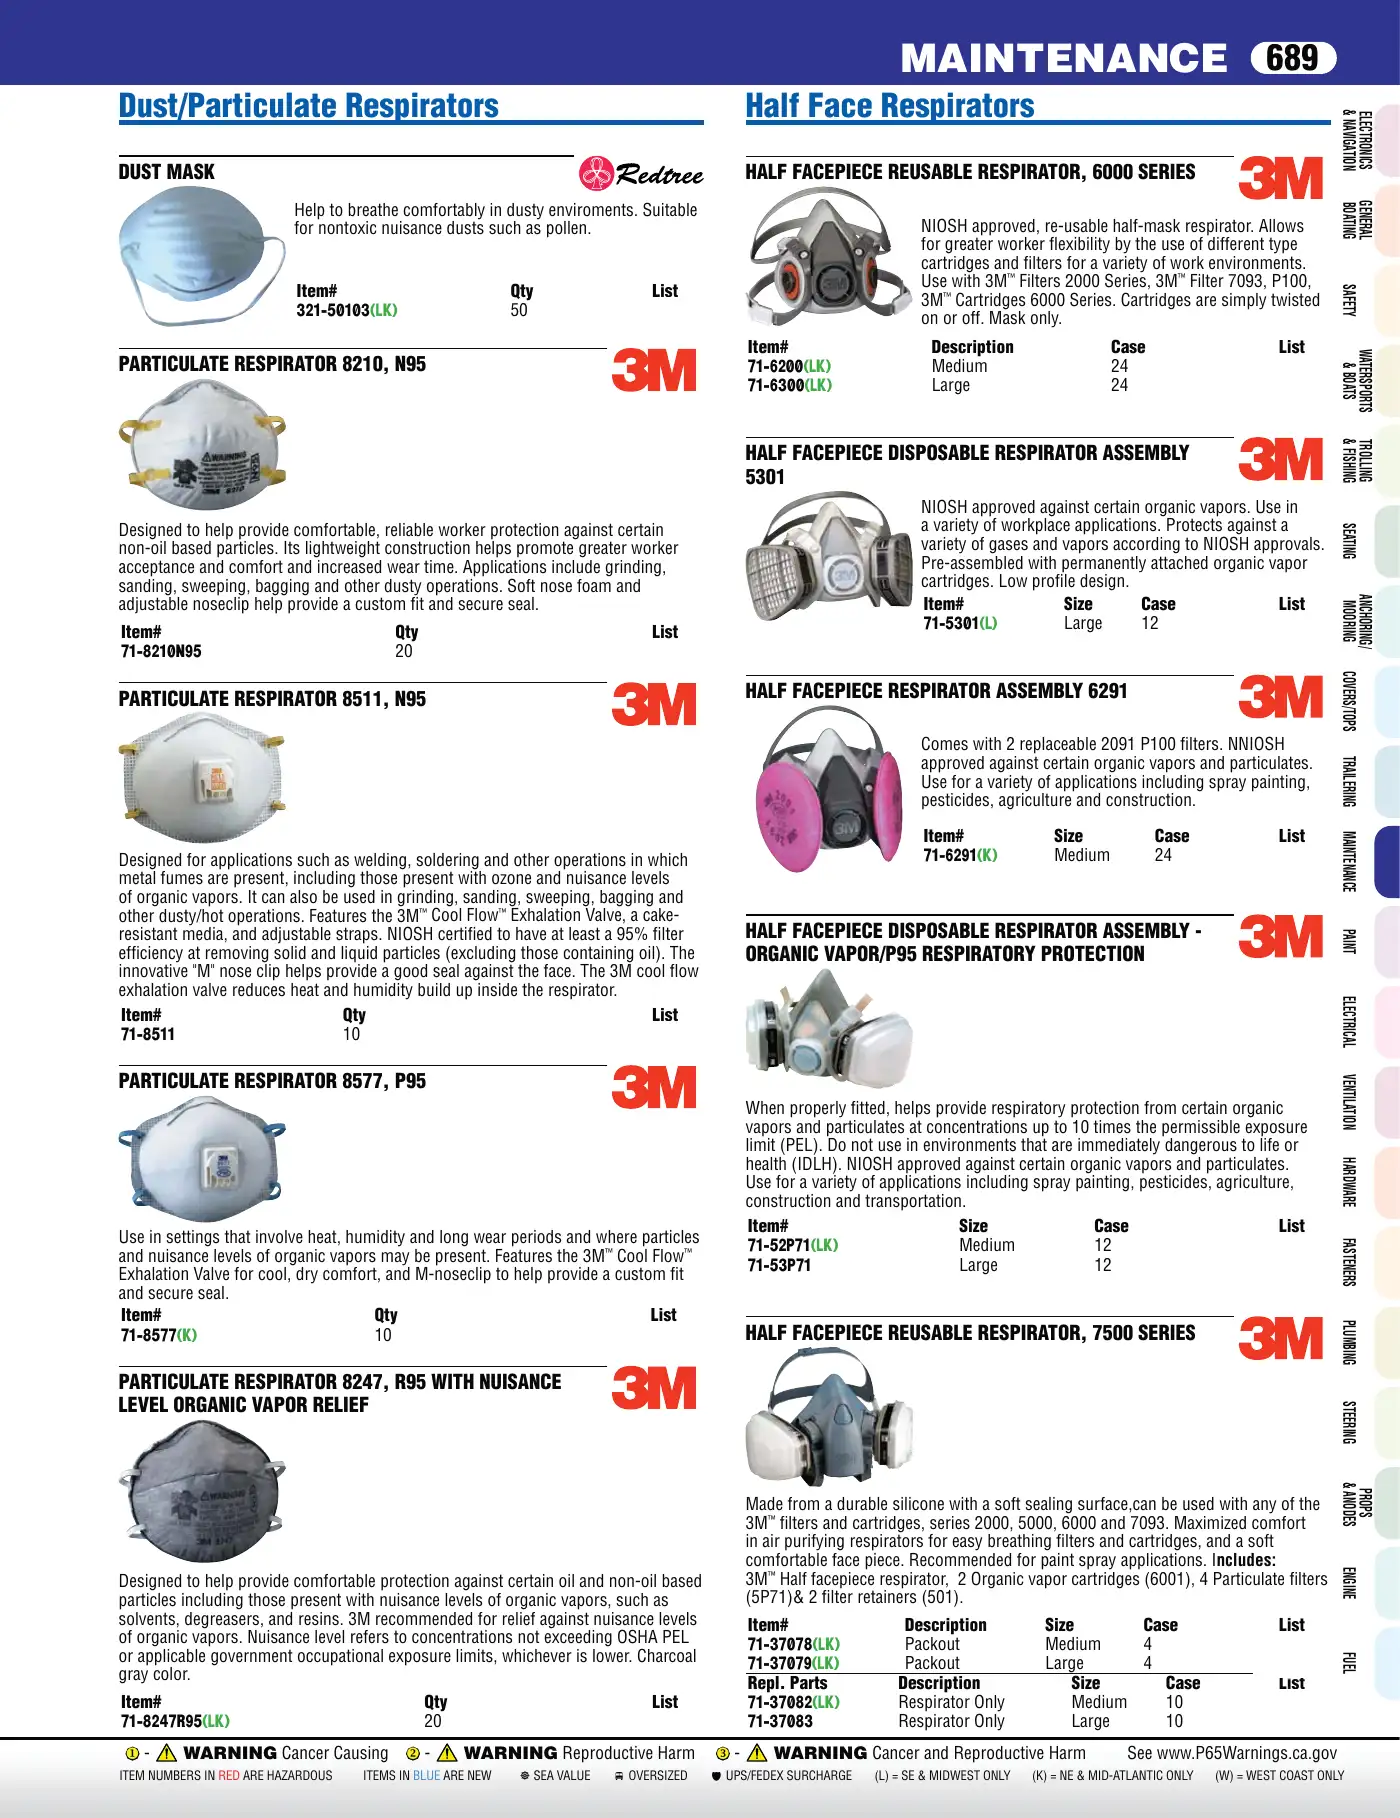 MAINTENANCE 689
Dust/Particulate Respirators
DUST MASK
Redtree
Help to breathe comfortably in dusty enviroments. Suitable
for nontoxic nuisance dusts such as pollen.
Item# Qty List
321-50103(LK) 50
PARTICULATE RESPIRATOR 8210, N95
3M
WARNING
3M 8210
Designed to help provide comfortable, reliable worker protection against certain
non-oil based particles. Its lightweight construction helps promote greater worker
acceptance and comfort and increased wear time. Applications include grinding,
sanding, sweeping, bagging and other dusty operations. Soft nose foam and
adjustable noseclip help provide a custom fit and secure seal.
Item# Qty List
71-8210N95 20
PARTICULATE RESPIRATOR 8511, N95
3M
Designed for applications such as welding, soldering and other operations in which
metal fumes are present, including those present with ozone and nuisance levels
of organic vapors. It can also be used in grinding, sanding, sweeping, bagging and
other dusty/hot operations. Features the 3M™ Cool Flow™ Exhalation Valve, a cake-
resistant media, and adjustable straps. NIOSH certified to have at least a 95% filter
efficiency at removing solid and liquid particles (excluding those containing oil). The
innovative "M" nose clip helps provide a good seal against the face. The 3M cool flow
exhalation valve reduces heat and humidity build up inside the respirator.
Item# Qty List
71-8511 10
PARTICULATE RESPIRATOR 8577, P95
3M
Use in settings that involve heat, humidity and long wear periods and where particles
and nuisance levels of organic vapors may be present. Features the 3M™ Cool Flow™
Exhalation Valve for cool, dry comfort, and M-noseclip to help provide a custom fit
and secure seal.
Item# Qty List
71-8577(K) 10
PARTICULATE RESPIRATOR 8247, R95 WITH NUISANCE
LEVEL ORGANIC VAPOR RELIEF
3M
Designed to help provide comfortable protection against certain oil and non-oil based
particles including those present with nuisance levels of organic vapors, such as
solvents, degreasers, and resins. 3M recommended for relief against nuisance levels
of organic vapors. Nuisance level refers to concentrations not exceeding OSHA PEL
or applicable government occupational exposure limits, whichever is lower. Charcoal
gray color.
Item# Qty List
71-8247R95(LK) 20
Half Face Respirators
HALF FACEPIECE REUSABLE RESPIRATOR, 6000 SERIES
3M
NIOSH approved, re-usable half-mask respirator. Allows
for greater worker flexibility by the use of different type
cartridges and filters for a variety of work environments.
Use with 3M™ Filters 2000 Series, 3M™ Filter 7093, P100,
3M™ Cartridges 6000 Series. Cartridges are simply twisted
on or off. Mask only.
Item# Description Case List
71-6200(LK) Medium 24
71-6300(LK) Large 24
HALF FACEPIECE DISPOSABLE RESPIRATOR ASSEMBLY
5301
3M
NIOSH approved against certain organic vapors. Use in
a variety of workplace applications. Protects against a
variety of gases and vapors according to NIOSH approvals.
Pre-assembled with permanently attached organic vapor
cartridges. Low profile design.
Item# Size Case List
71-5301(L) Large 12
HALF FACEPIECE RESPIRATOR ASSEMBLY 6291
3M
Comes with 2 replaceable 2091 P100 filters. NNIOSH
approved against certain organic vapors and particulates.
Use for a variety of applications including spray painting,
pesticides, agriculture and construction.
Item# Size Case List
71-6291(K) Medium 24
HALF FACEPIECE DISPOSABLE RESPIRATOR ASSEMBLY -
ORGANIC VAPOR/P95 RESPIRATORY PROTECTION
3M
When properly fitted, helps provide respiratory protection from certain organic
vapors and particulates at concentrations up to 10 times the permissible exposure
limit (PEL). Do not use in environments that are immediately dangerous to life or
health (IDLH). NIOSH approved against certain organic vapors and particulates.
Use for a variety of applications including spray painting, pesticides, agriculture,
construction and transportation.
Item# Size Case List
71-52P71(LK) Medium 12
71-53P71 Large 12
HALF FACEPIECE REUSABLE RESPIRATOR, 7500 SERIES
3M
Made from a durable silicone with a soft sealing surface,can be used with any of the
3M™ filters and cartridges, series 2000, 5000, 6000 and 7093. Maximized comfort
in air purifying respirators for easy breathing filters and cartridges, and a soft
comfortable face piece. Recommended for paint spray applications. Includes:
3M™ Half facepiece respirator, 2 Organic vapor cartridges (6001), 4 Particulate filters
(5P71)& 2 filter retainers (501).
Item# Description Size Case List
71-37078(LK) Packout Medium 4
71-37079(LK) Packout Large 4
Repl. Parts Description Size Case List
71-37082(LK) Respirator Only Medium 10
71-37083 Respirator Only Large 10
ELECTRONICS
& NAVIGATION
GENERAL
BOATING
SAFETY
WATERSPORTS
& BOATS
TROLLING
& FISHING
SEATING
ANCHORING/
MOORING
COVERS/TOPS
TRAILERING
MAINTENANCE
PAINT
ELECTRICAL
VENTILATION
HARDWARE
FASTENERS
PLUMBING
STEERING
PROPS
& ANODES
ENGINE
FUEL
1 - WARNING Cancer Causing 2 - WARNING Reproductive Harm 3 - WARNING Cancer and Reproductive Harm See www.P65Warnings.ca.gov
ITEM NUMBERS IN RED ARE HAZARDOUS ITEMS IN BLUE ARE NEW SEA VALUE OVERSIZED UPS/FEDEX SURCHARGE (L) = SE & MIDWEST ONLY (K) = NE & MID-ATLANTIC ONLY (W) = WEST COAST ONLY